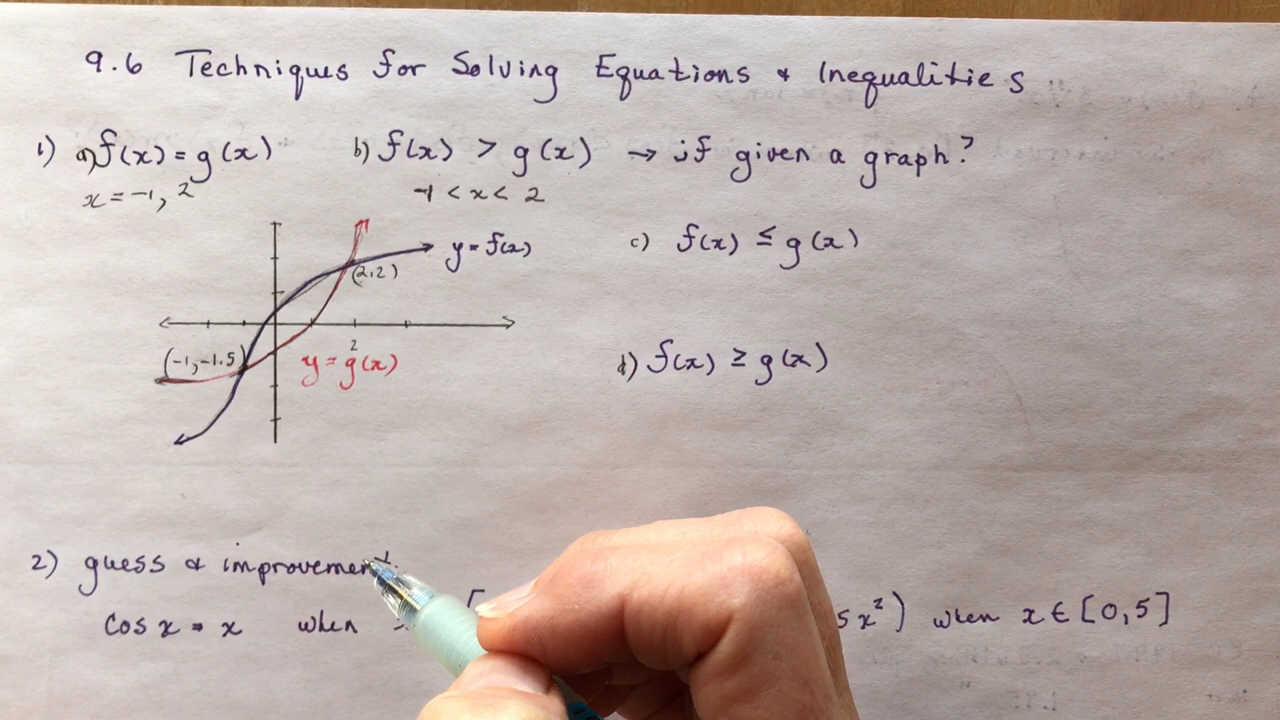 9.6 Techniques for Solving Equations & Inequalities
1) a) f(x) = g(x) b) f(x) > g(x) → if given a graph?
x = -1, 2 -1 < x < 2
y = f(x) c) f(x) ≤ g(x)
(2,2)
(-1,-1.5) 2 y = g(x) d) f(x) ≥ g(x)
2) guess & improvement
cos x = x when 5x²) when x ∈ [0,5]